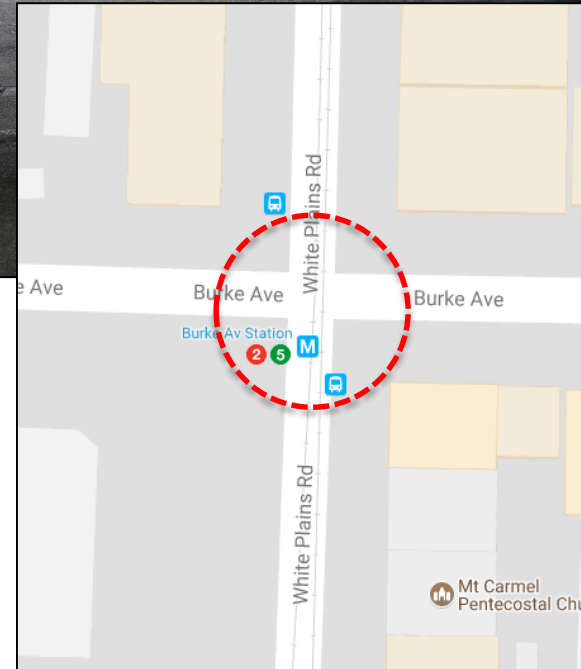 White Plains Rd
e Ave
Burke Ave
Burke Ave
Burke Av Station
2 5
M
White Plains Rd
Mt Carmel
Pentecostal Chu